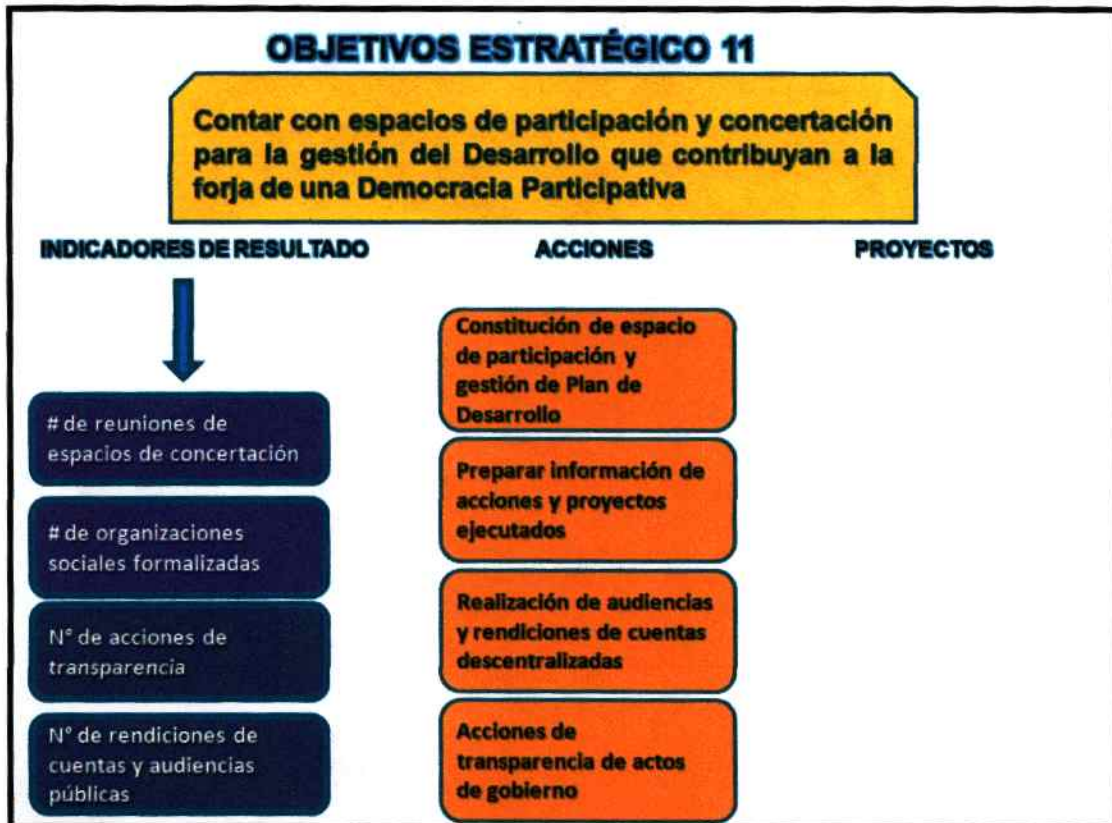 OBJETIVOS ESTRATÉGICO 11
Contar con espacios de participación y concertación
para la gestión del Desarrollo que contribuyan a la
forja de una Democracia Participativa
INDICADORES DE RESULTADO
ACCIONES
PROYECTOS
# de reuniones de
espacios de concertación
# de organizaciones
sociales formalizadas
N° de acciones de
transparencia
N° de rendiciones de
cuentas y audiencias
públicas
Constitución de espacio
de participación y
gestión de Plan de
Desarrollo
Preparar información de
acciones y proyectos
ejecutados
Realización de audiencias
y rendiciones de cuentas
descentralizadas
Acciones de
transparencia de actos
de gobierno